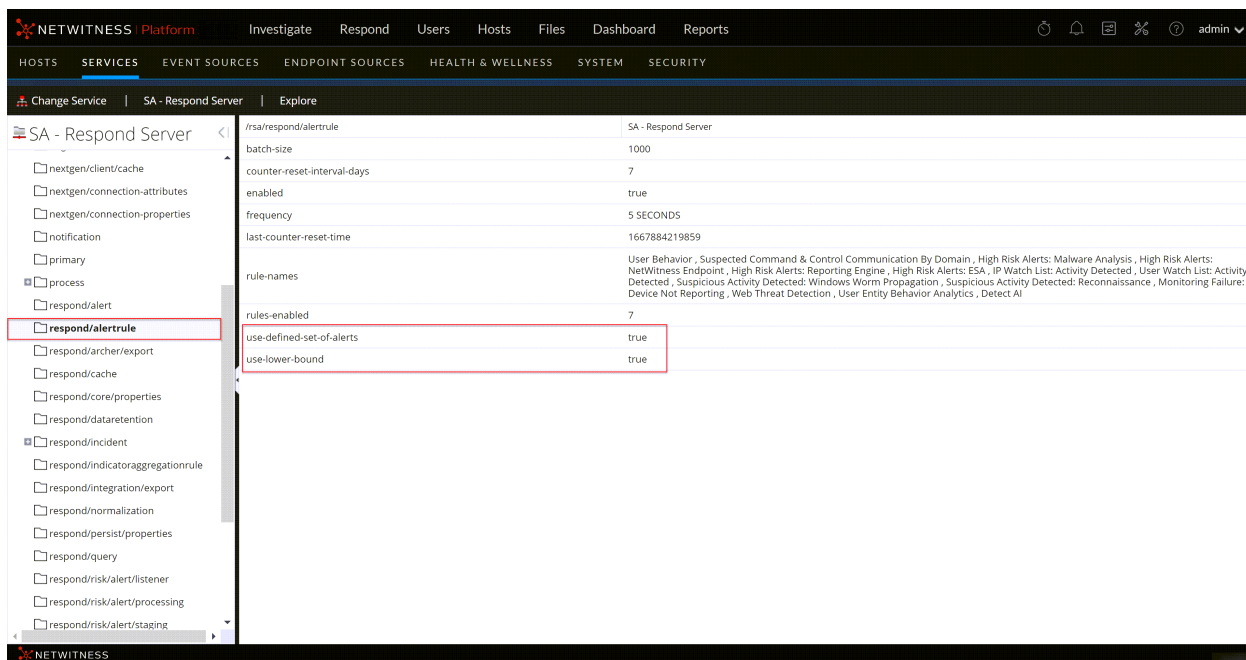 NETWITNESS Platform Investigate Respond Users Hosts Files Dashboard Reports admin
HOSTS SERVICES EVENT SOURCES ENDPOINT SOURCES HEALTH & WELLNESS SYSTEM SECURITY
Change Service | SA - Respond Server | Explore
SA - Respond Server
nextgen/client/cache
nextgen/connection-attributes
nextgen/connection-properties
notification
primary
process
respond/alert
respond/alertrule
respond/archer/export
respond/cache
respond/core/properties
respond/dataretention
respond/incident
respond/indicatoraggregationrule
respond/integration/export
respond/normalization
respond/persist/properties
respond/query
respond/risk/alert/listener
respond/risk/alert/processing
respond/risk/alert/staging
/rsa/respond/alertrule SA - Respond Server
batch-size 1000
counter-reset-interval-days 7
enabled true
frequency 5 SECONDS
last-counter-reset-time 1667884219859
rule-names
User Behavior , Suspected Command & Control Communication By Domain , High Risk Alerts: Malware Analysis , High Risk Alerts:
NetWitness Endpoint , High Risk Alerts: Reporting Engine , High Risk Alerts: ESA , IP Watch List: Activity Detected , User Watch List: Activity
Detected , Suspicious Activity Detected: Windows Worm Propagation , Suspicious Activity Detected: Reconnaissance , Monitoring Failure:
Device Not Reporting , Web Threat Detection , User Entity Behavior Analytics , Detect AI
rules-enabled 7
use-defined-set-of-alerts true
use-lower-bound true
NETWITNESS